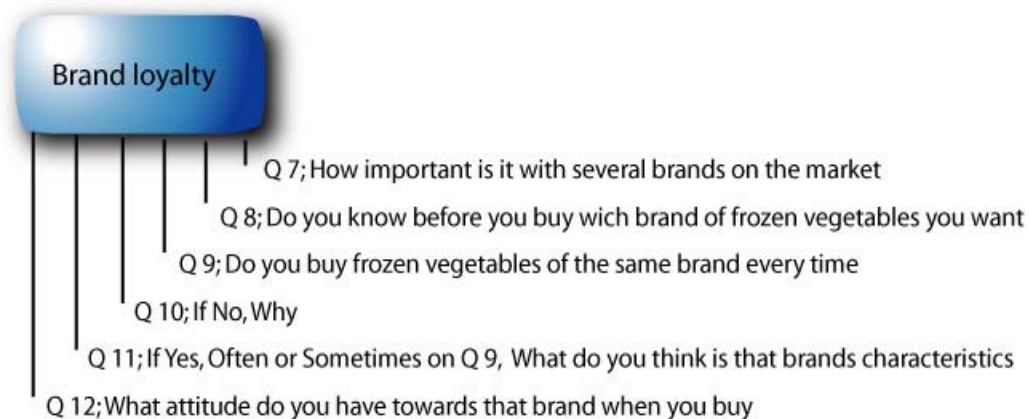 Brand loyalty
Q 7; How important is it with several brands on the market
Q 8; Do you know before you buy wich brand of frozen vegetables you want
Q 9; Do you buy frozen vegetables of the same brand every time
Q 10; If No, Why
Q 11; If Yes, Often or Sometimes on Q 9, What do you think is that brands characteristics
Q 12; What attitude do you have towards that brand when you buy